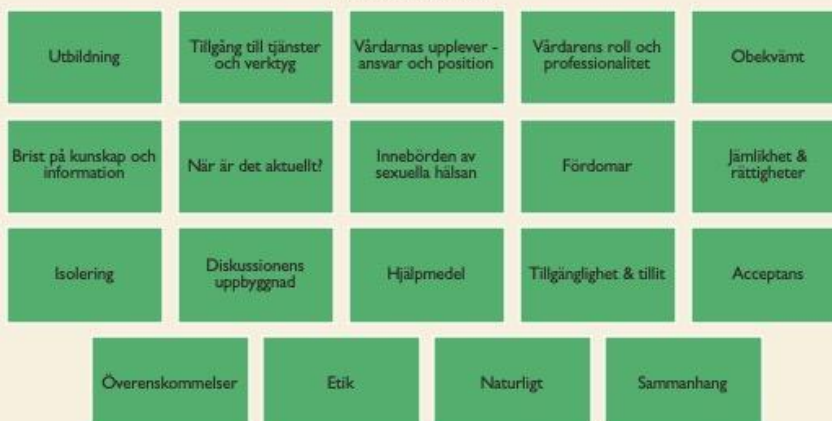 Utbildning
Tillgång till tjänster
och verktyg
Vårdarnas upplever -
ansvar och position
Vårdarens roll och
professionalitet
Obekvämt
Brist på kunskap och
information
När är det aktuellt?
Innebörden av
sexuella hälsan
Fördomar
Jämlikhet &
rättigheter
Isolering
Diskussionens
uppbyggnad
Hjälpmedel
Tillgänglighet & tillit
Acceptans
Överenskommelser
Etik
Naturligt
Sammanhang